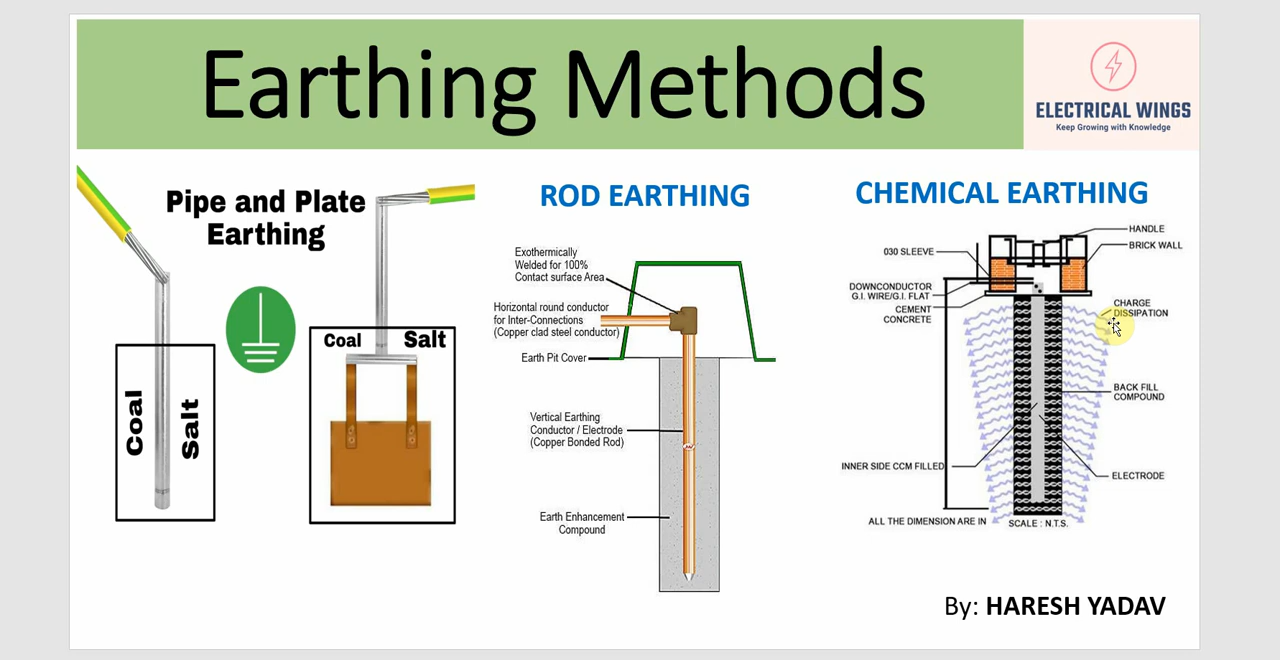 Earthing Methods
ELECTRICAL WINGS
Keep Growing with Knowledge
Pipe and Plate
Earthing
Coal
Salt
Coal
Salt
ROD EARTHING
Exothermically
Welded for 100%
Contact surface Area
Horizontal round conductor
for Inter-Connections
(Copper clad steel conductor)
Earth Pit Cover
Vertical Earthing
Conductor / Electrode
(Copper Bonded Rod)
Earth Enhancement
Compound
CHEMICAL EARTHING
HANDLE
BRICK WALL
030 SLEEVE
DOWNCONDUCTOR
G.I. WIRE/G.I. FLAT
CEMENT
CONCRETE
CHARGE
DISSIPATION
BACK FILL
COMPOUND
INNER SIDE CCM FILLED
ELECTRODE
ALL THE DIMENSION ARE IN
SCALE : N.T.S.
By: HARESH YADAV